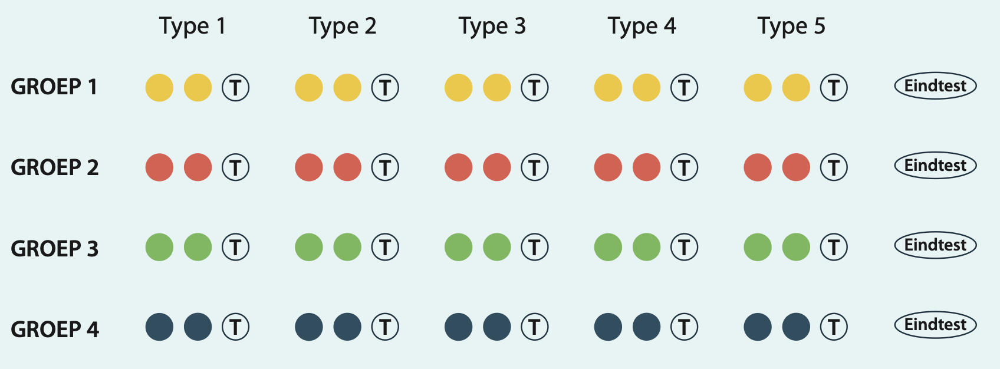 Type 1 Type 2 Type 3 Type 4 Type 5
GROEP 1 T T T T T Eindtest
GROEP 2 T T T T T Eindtest
GROEP 3 T T T T T Eindtest
GROEP 4 T T T T T Eindtest